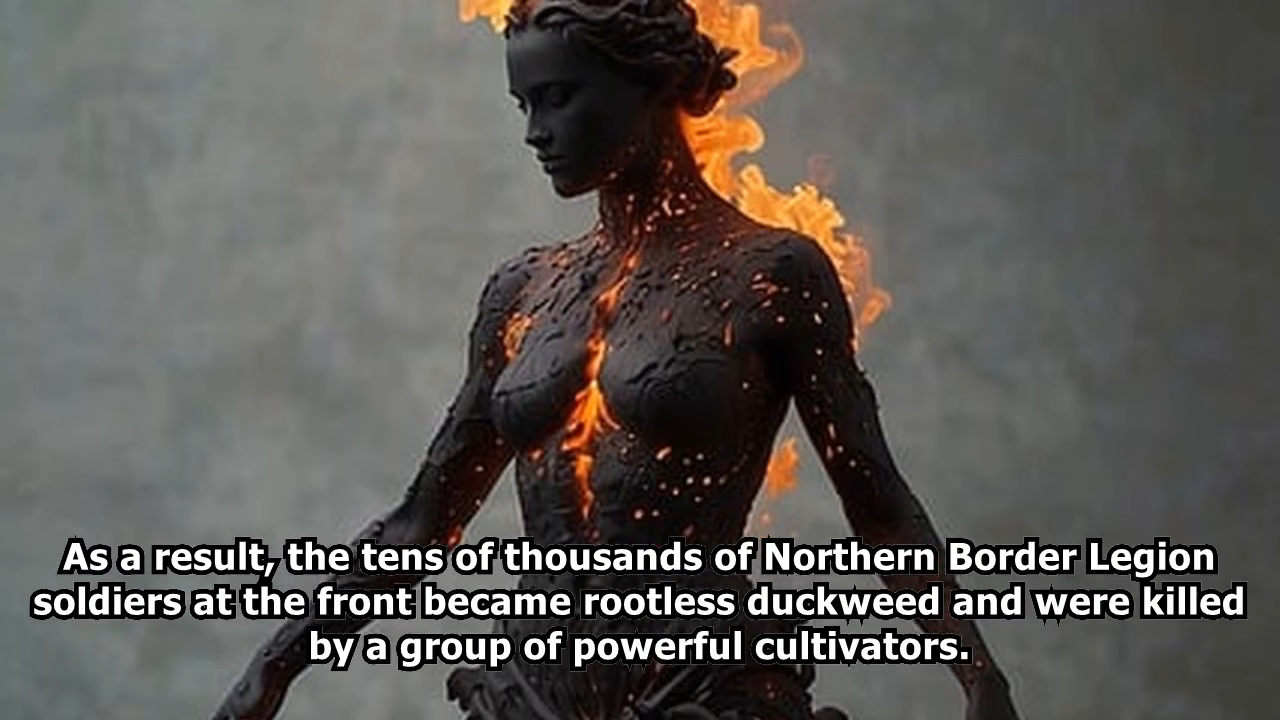 As a result, the tens of thousands of Northern Border Legion
soldiers at the front became rootless duckweed and were killed
by a group of powerful cultivators.